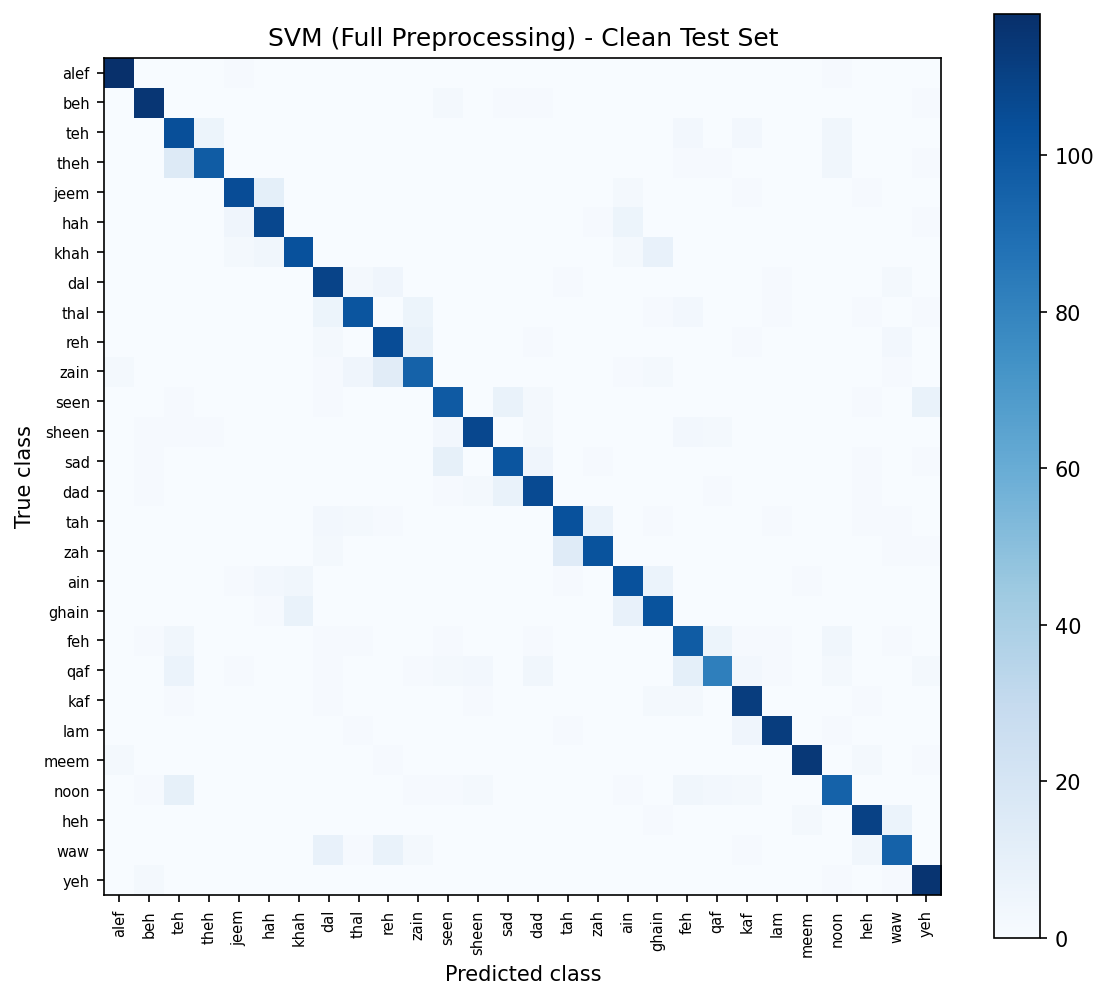 SVM (Full Preprocessing) - Clean Test Set
True class
alef
beh
teh
theh
jeem
hah
khah
dal
thal
reh
zain
seen
sheen
sad
dad
tah
zah
ain
ghain
feh
qaf
kaf
lam
meem
noon
heh
waw
yeh
alef beh teh theh jeem hah khah dal thal reh zain seen sheen sad dad tah zah ain ghain feh qaf kaf lam meem noon heh waw yeh
Predicted class
100
80
60
40
20
0